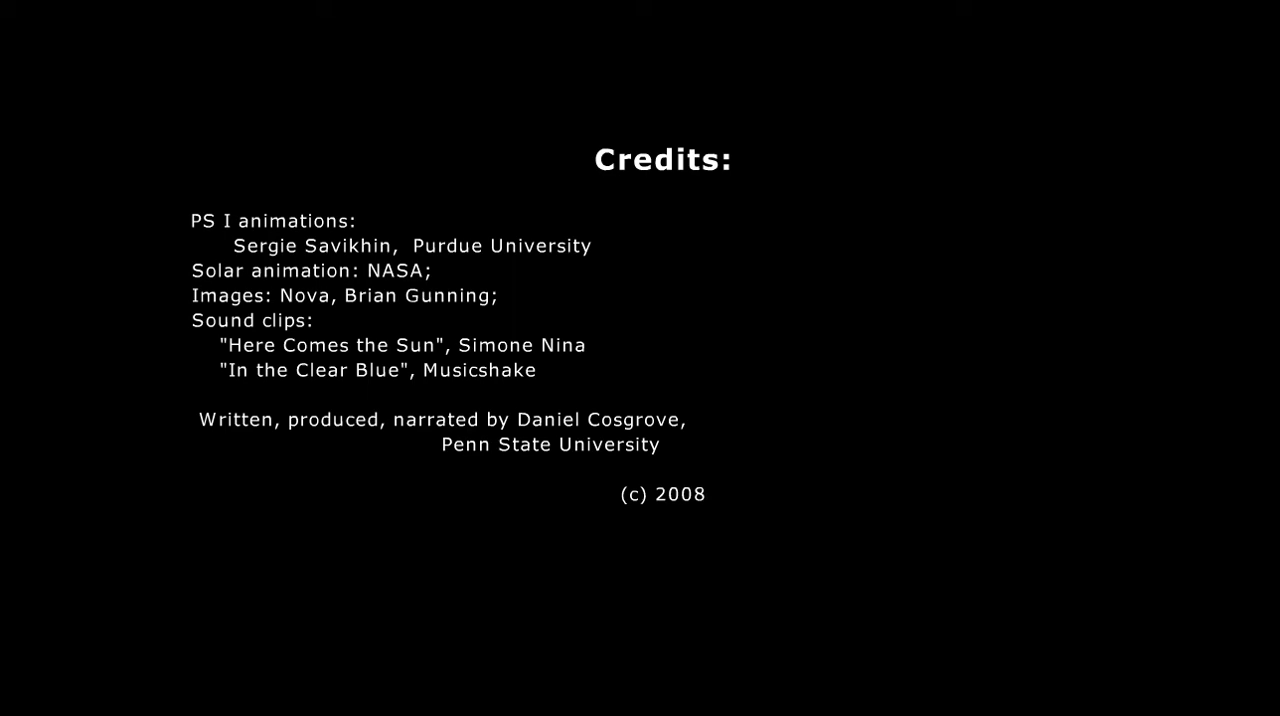 Credits:
PS I animations:
Sergie Savikhin, Purdue University
Solar animation: NASA;
Images: Nova, Brian Gunning;
Sound clips:
"Here Comes the Sun", Simone Nina
"In the Clear Blue", Musicshake
Written, produced, narrated by Daniel Cosgrove,
Penn State University
(c) 2008